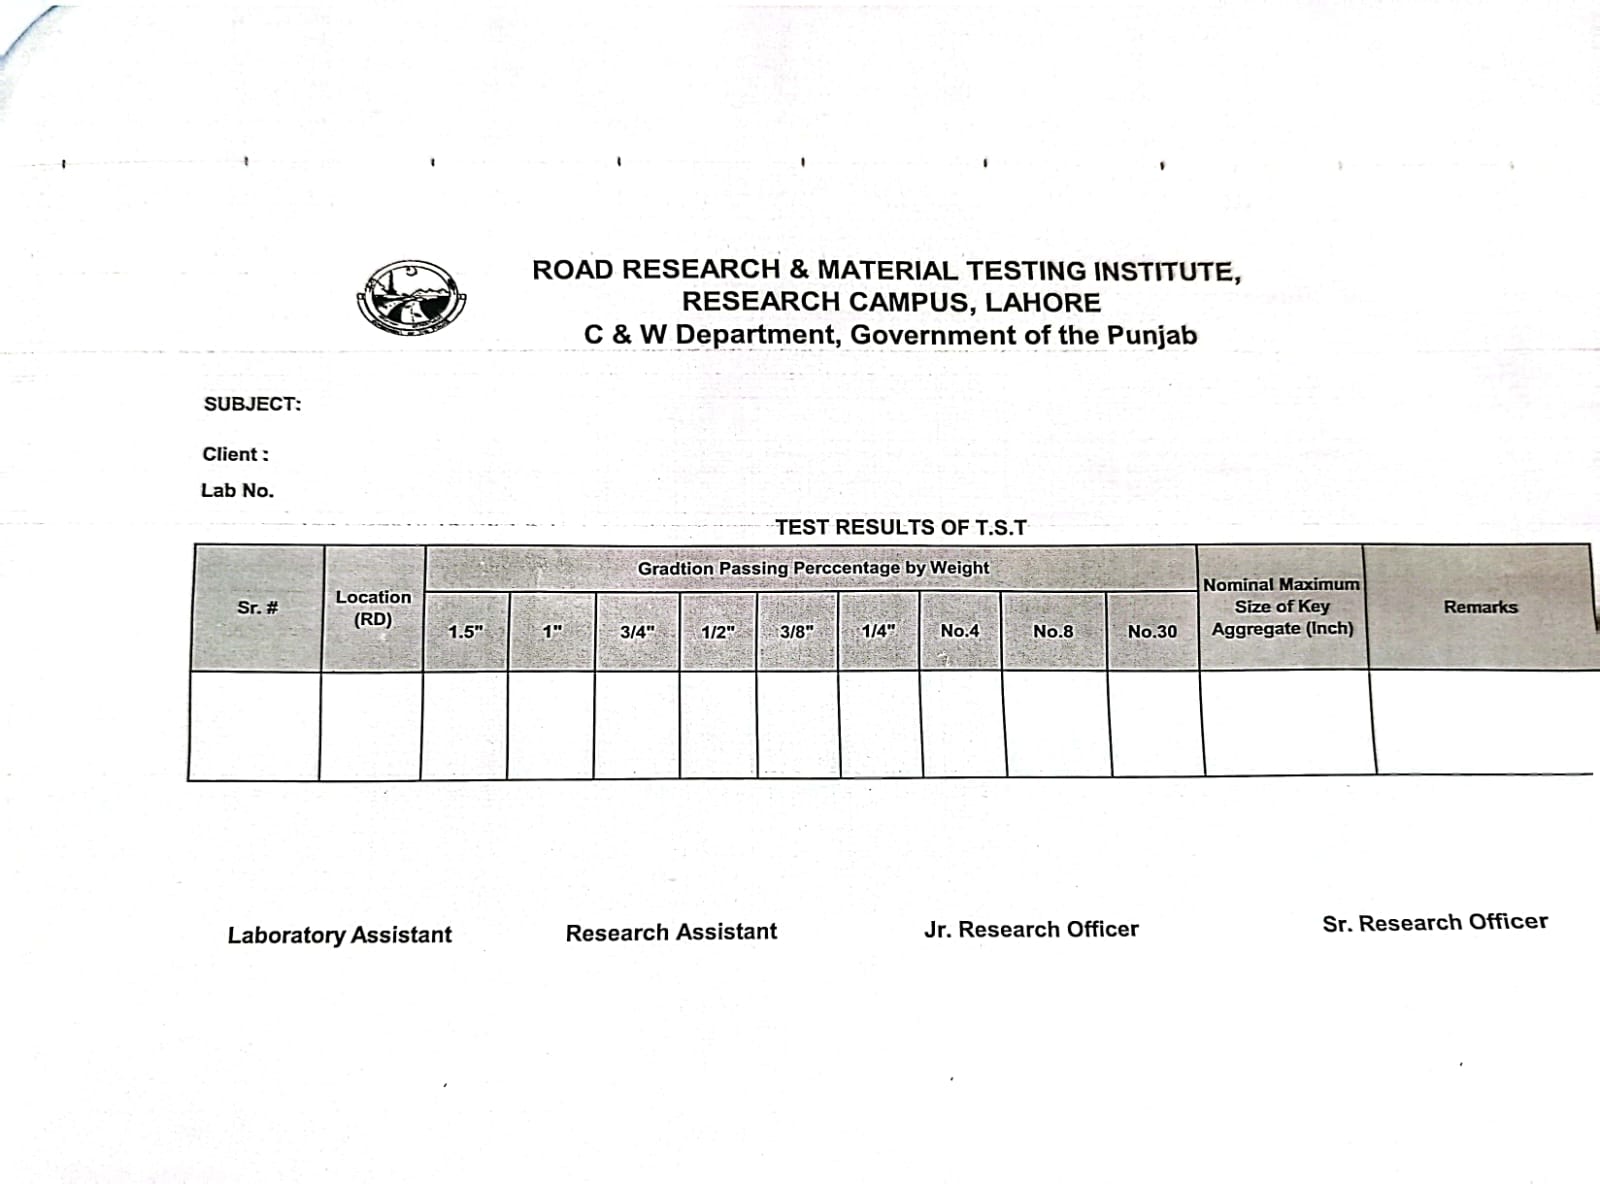 ROAD RESEARCH & MATERIAL TESTING INSTITUTE,
RESEARCH CAMPUS, LAHORE
C & W Department, Government of the Punjab
SUBJECT:
Client :
Lab No.
TEST RESULTS OF T.S.T
Sr. #
Location
(RD)
Gradtion Passing Perccentage by Weight
1.5"
1"
3/4"
1/2"
3/8"
1/4"
No.4
No.8
No.30
Nominal Maximum
Size of Key
Aggregate (Inch)
Remarks
Laboratory Assistant
Research Assistant
Jr. Research Officer
Sr. Research Officer